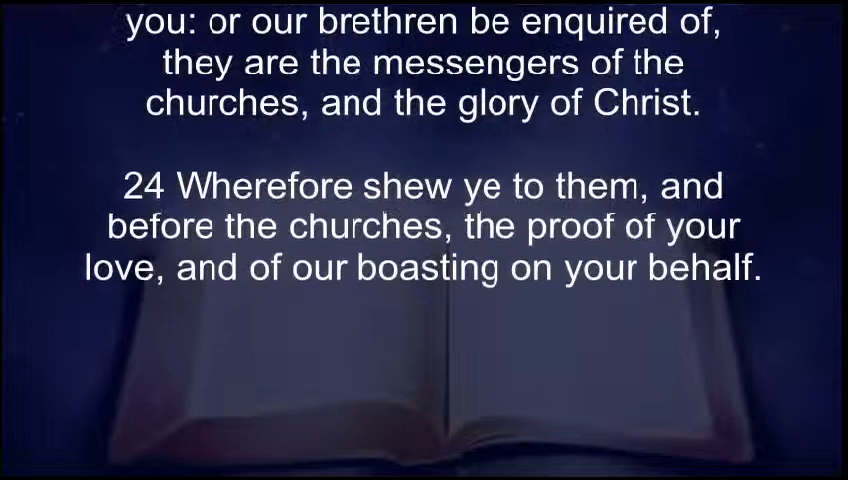 you: or our brethren be enquired of,
they are the messengers of the
churches, and the glory of Christ.
24 Wherefore shew ye to them, and
before the churches, the proof of your
love, and of our boasting on your behalf.